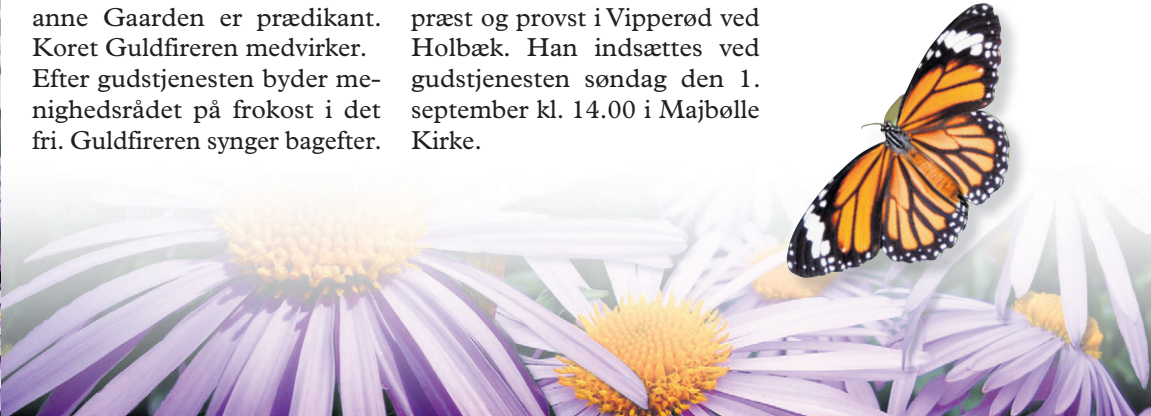 anne Gaarden er prædikant.
Koret Guldfireren medvirker.
Efter gudstjenesten byder me-
nighedsrådet på frokost i det
fri. Guldfireren synger bagefter.
præst og provst i Vipperød ved
Holbæk. Han indsættes ved
gudstjenesten søndag den 1.
september kl. 14.00 i Majbølle
Kirke.